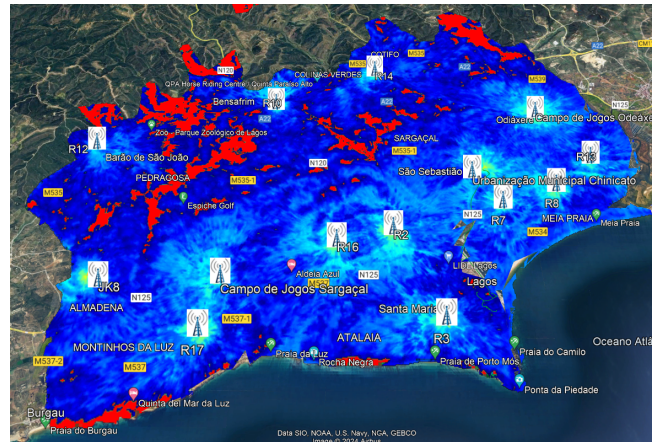 COTIFO
M535
A22
CM1
N120
M535
R14
COLINAS VERDES
A22
M539
QPA Horse Riding Centre / Quinta Paraíso Alto
Bensafrim
R10
A22
N125
Odiáxere
Campo de Jogos Odeáxe
Zoo - Parque Zoológico de Lagos
SARGAÇAL
R12
M535-1
R13
Barão de São João
N120
São Sebastião
PEDRAGOSA
M535-1
Urbanização Municipal Chinicato
M535
R8
Espiche Golf
R7
MEIA PRAIA
N125
Meia Praia
R2
M534
R16
Aldeia Azul
Lagos
JK8
N125
Campo de Jogos Sargaçal
Lagos
N125
ALMADENA
Santa Maria
M537-1
R3
ATALAIA
Oceano Atlâ
MONTINHOS DA LUZ
R17
Praia da Luz
Praia do Camilo
M537-2
Rocha Negra
Praia de Porto Mós
M537
Ponta da Piedade
Quinta del Mar da Luz
Burgau
Praia do Burgau
Data SIO, NOAA, U.S. Navy, NGA, GEBCO
Image © 2024 Airbus